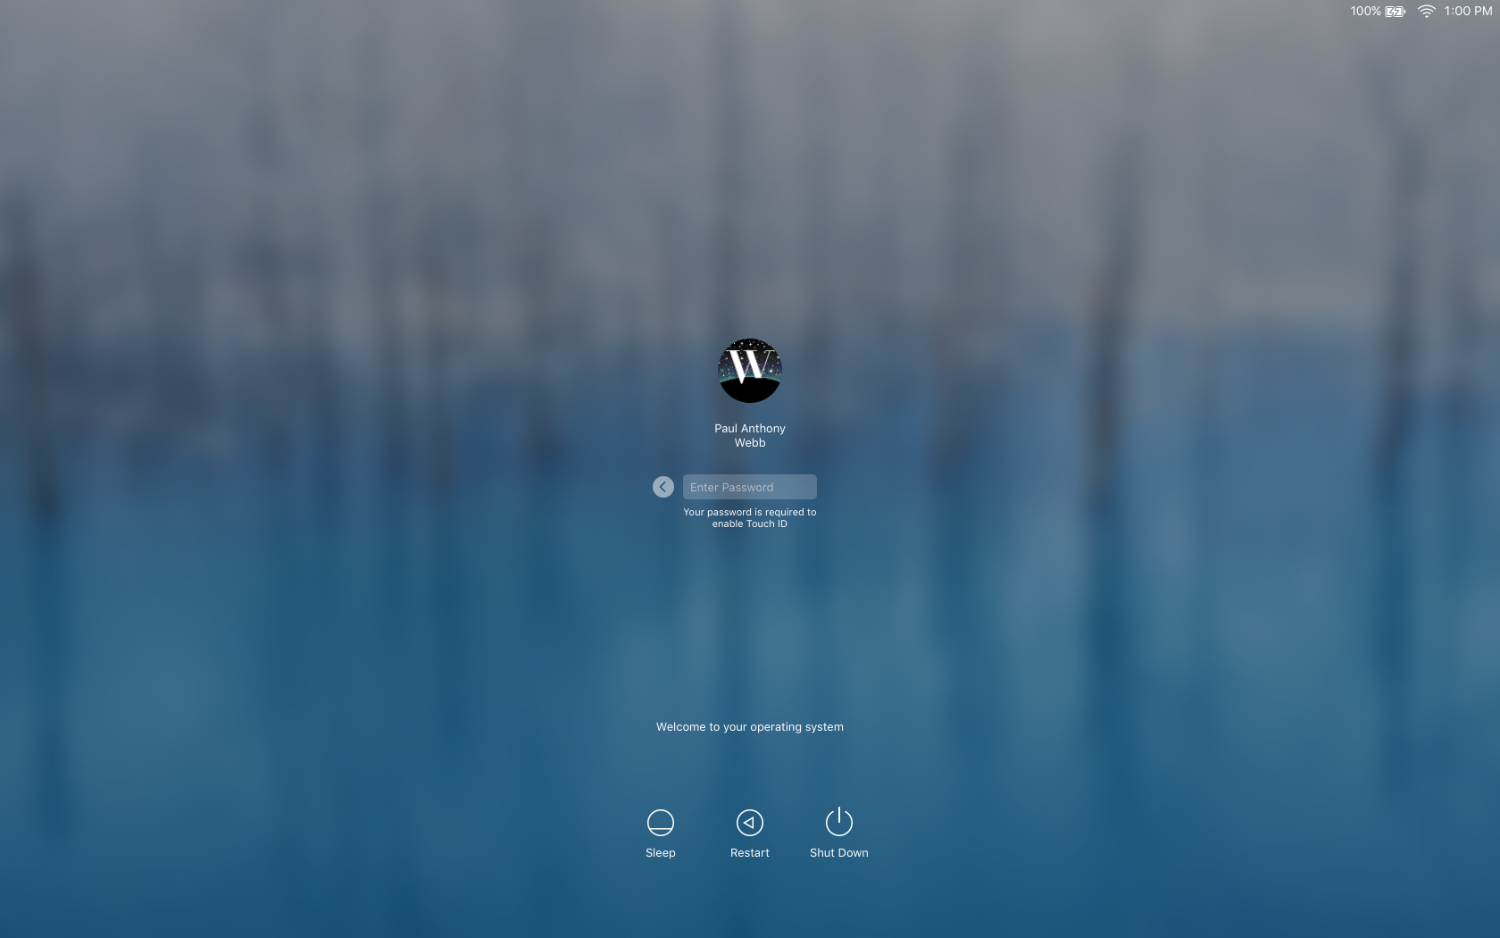 100% 1:00 PM
W
Paul Anthony
Webb
Enter Password
Your password is required to
enable Touch ID
Welcome to your operating system
Sleep Restart Shut Down